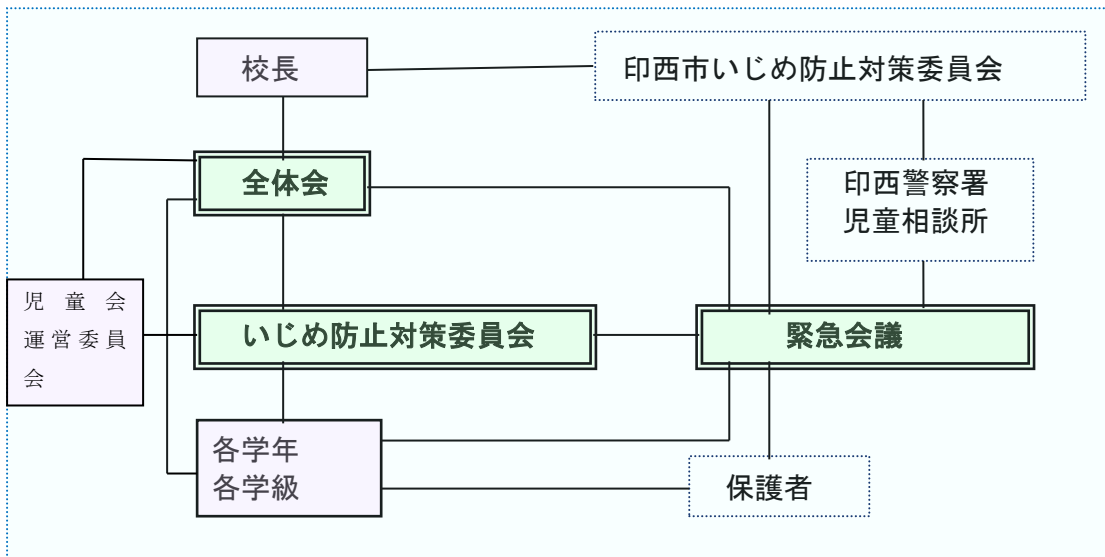 校長
印西市いじめ防止対策委員会
全体会
印西警察署
児童相談所
児童会
運営委員
会
いじめ防止対策委員会
緊急会議
各学年
各学級
保護者